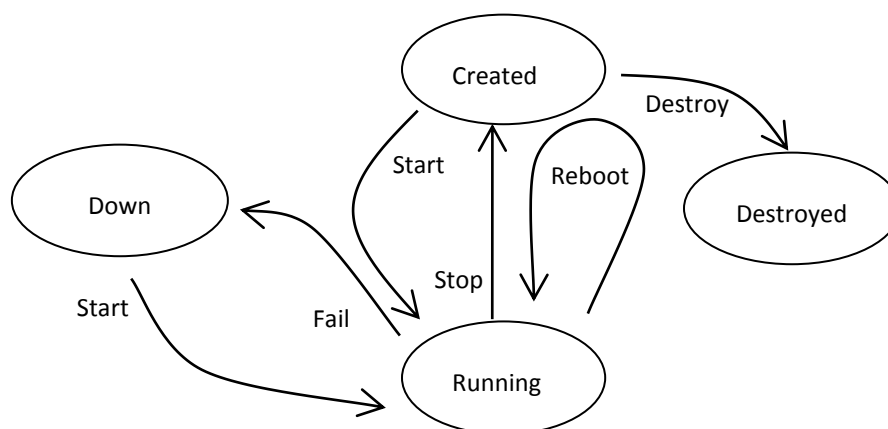 Created
Destroy
Start
Reboot
Down
Destroyed
Stop
Start
Fail
Running